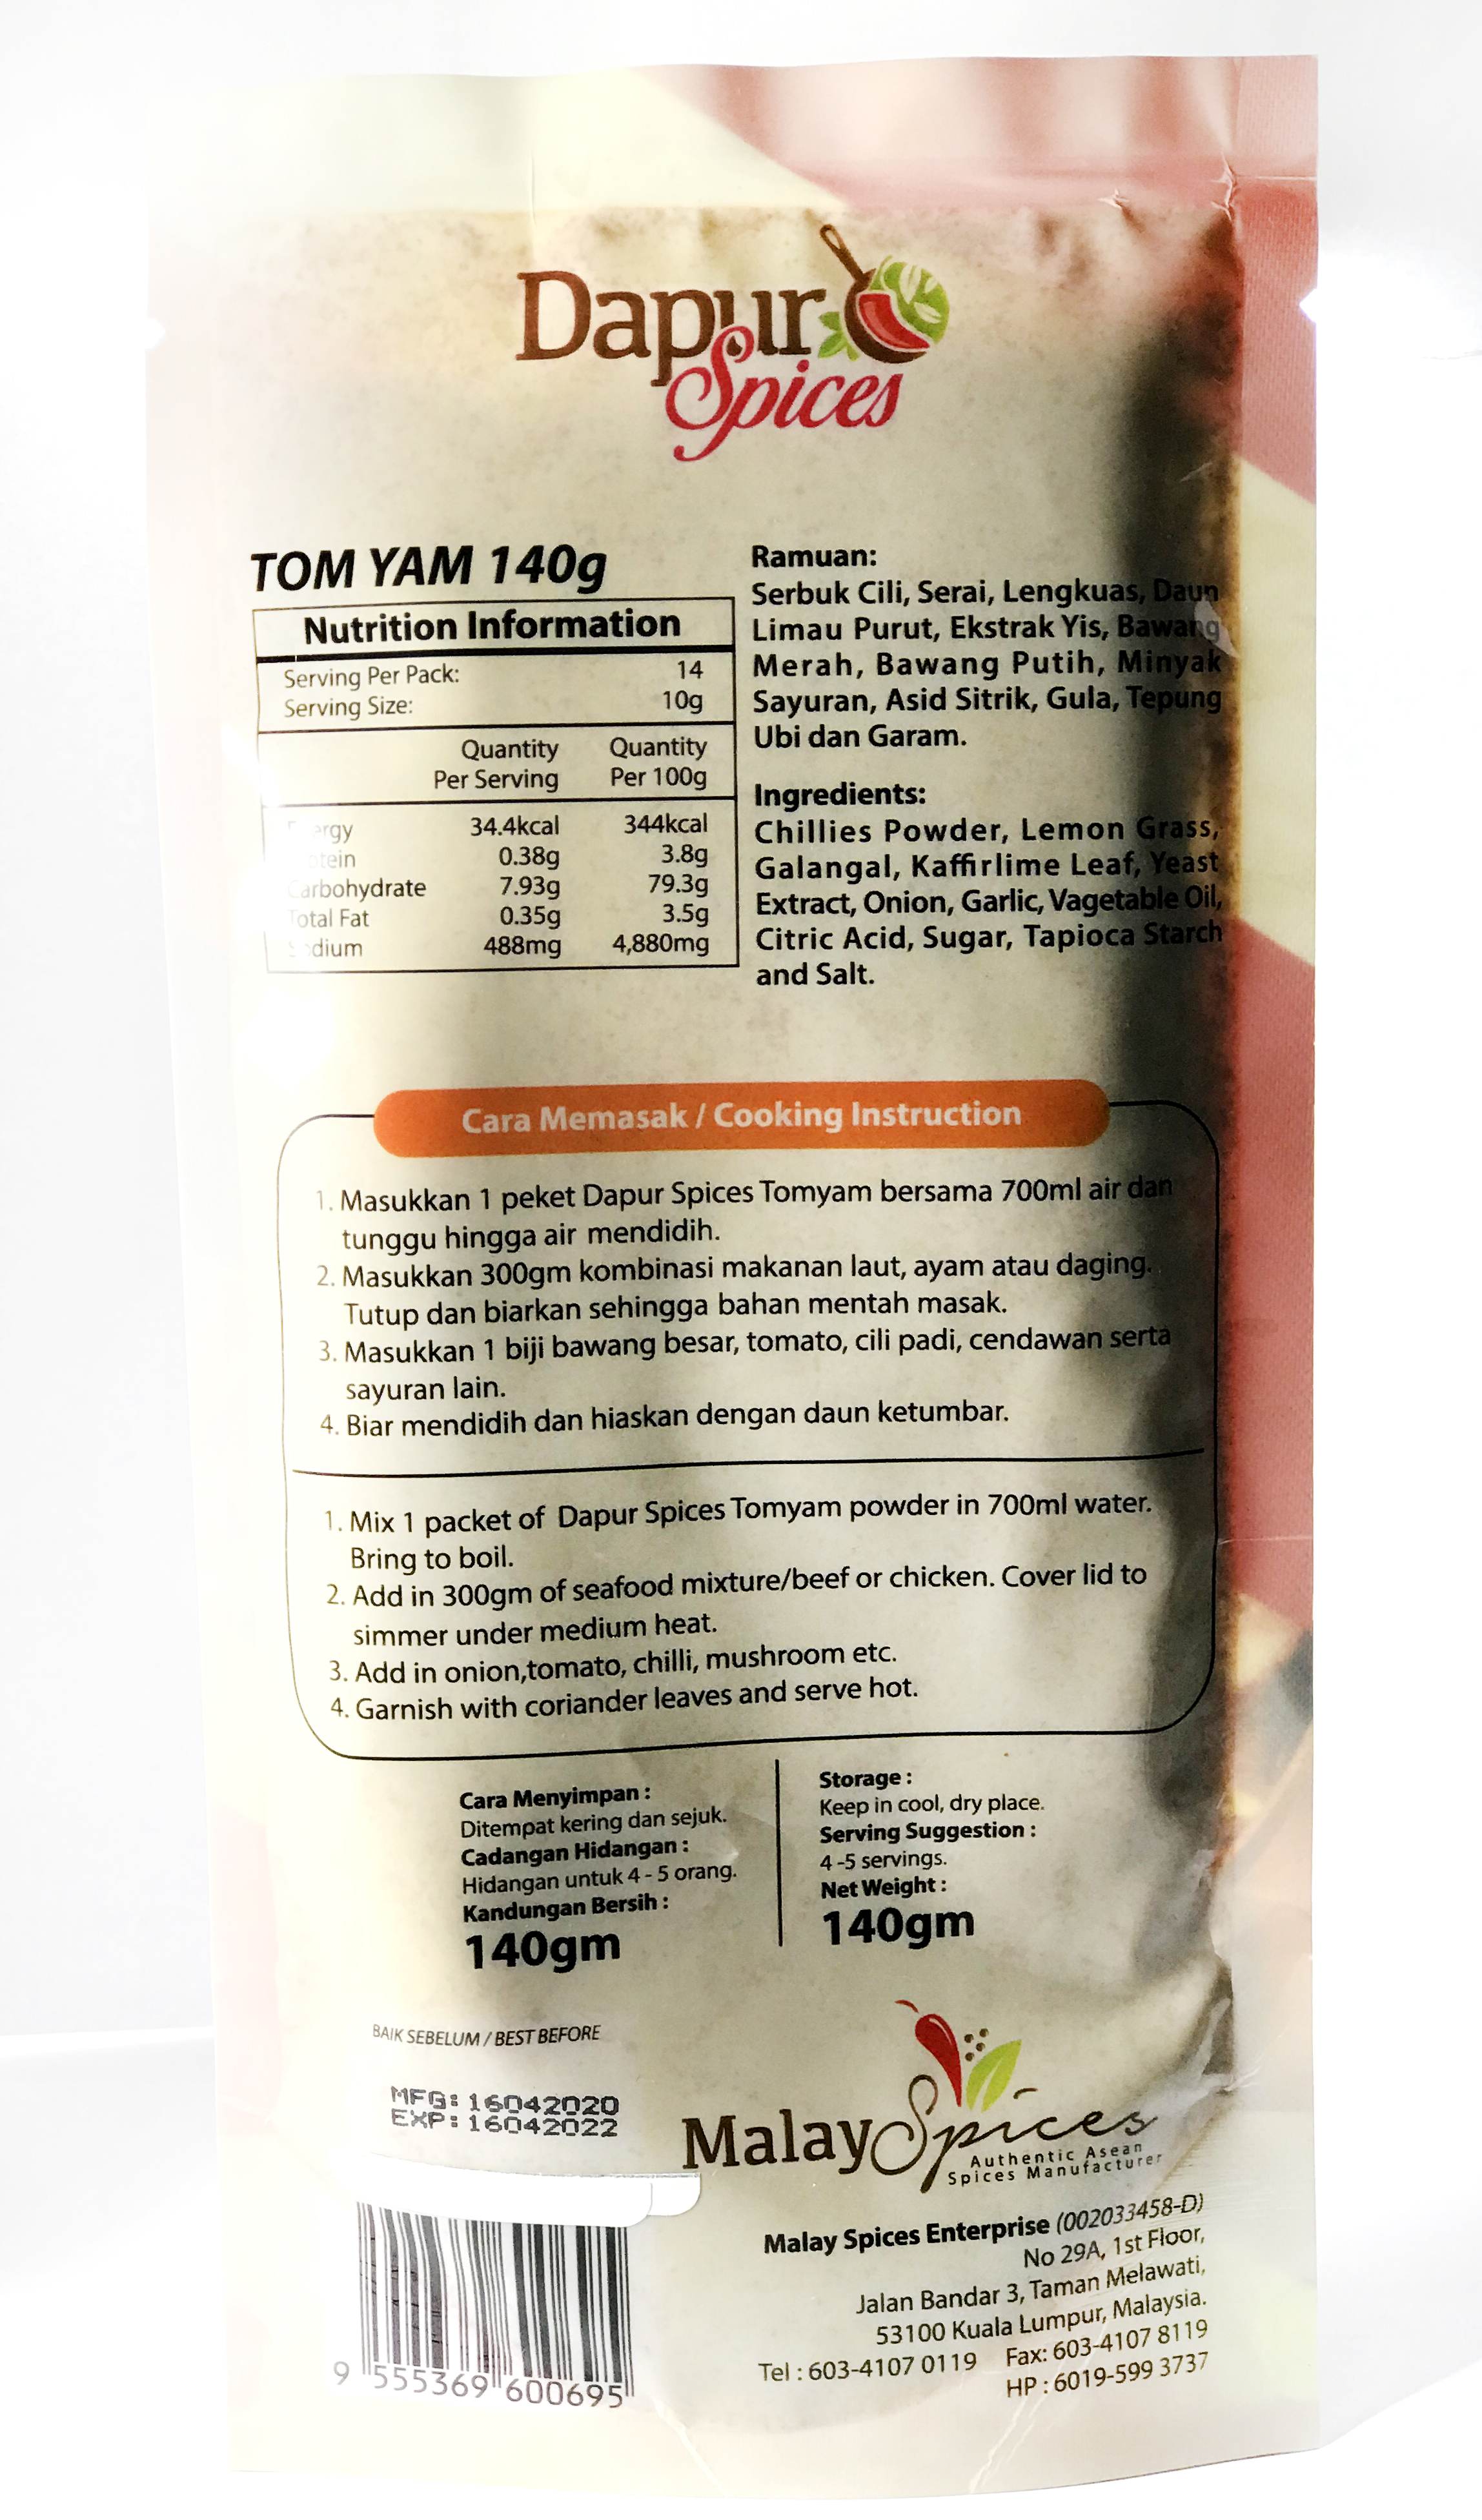 Dapur
Spices
TOM YAM 140g
Nutrition Information
Serving Per Pack: 14
Serving Size: 10g
Quantity Quantity
Per Serving Per 100g
Energy 34.4kcal 344kcal
Protein 0.38g 3.8g
Carbohydrate 7.93g 79.3g
Total Fat 0.35g 3.5g
Sodium 488mg 4,880mg
Ramuan:
Serbuk Cili, Serai, Lengkuas, Daun
Limau Purut, Ekstrak Yis, Bawang
Merah, Bawang Putih, Minyak
Sayuran, Asid Sitrik, Gula, Tepung
Ubi dan Garam.
Ingredients:
Chillies Powder, Lemon Grass,
Galangal, Kaffirlime Leaf, Yeast
Extract, Onion, Garlic, Vagetable Oil,
Citric Acid, Sugar, Tapioca Starch
and Salt.
Cara Memasak / Cooking Instruction
1. Masukkan 1 peket Dapur Spices Tomyam bersama 700ml air dan
tunggu hingga air mendidih.
2. Masukkan 300gm kombinasi makanan laut, ayam atau daging.
Tutup dan biarkan sehingga bahan mentah masak.
3. Masukkan 1 biji bawang besar, tomato, cili padi, cendawan serta
sayuran lain.
4. Biar mendidih dan hiaskan dengan daun ketumbar.
1. Mix 1 packet of Dapur Spices Tomyam powder in 700ml water.
Bring to boil.
2. Add in 300gm of seafood mixture/beef or chicken. Cover lid to
simmer under medium heat.
3. Add in onion,tomato, chilli, mushroom etc.
4. Garnish with coriander leaves and serve hot.
Cara Menyimpan :
Ditempat kering dan sejuk.
Cadangan Hidangan :
Hidangan untuk 4 - 5 orang.
Kandungan Bersih :
140gm
Storage :
Keep in cool, dry place.
Serving Suggestion :
4 -5 servings.
Net Weight :
140gm
BAIK SEBELUM / BEST BEFORE
MFG: 16042020
EXP: 16042022
Malay Spices
Authentic Asean
Spices Manufacturer
Malay Spices Enterprise (002033458-D)
No 29A, 1st Floor,
Jalan Bandar 3, Taman Melawati,
53100 Kuala Lumpur, Malaysia.
Tel : 603-4107 0119 Fax: 603-4107 8119
HP : 6019-599 3737
9 555369 600695